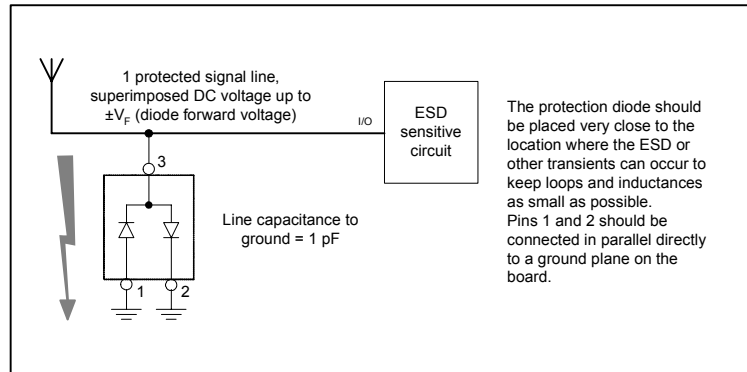 1 protected signal line,
superimposed DC voltage up to
±VF (diode forward voltage)
I/O
ESD
sensitive
circuit
3
Line capacitance to
ground = 1 pF
1
2
The protection diode should
be placed very close to the
location where the ESD or
other transients can occur to
keep loops and inductances
as small as possible.
Pins 1 and 2 should be
connected in parallel directly
to a ground plane on the
board.